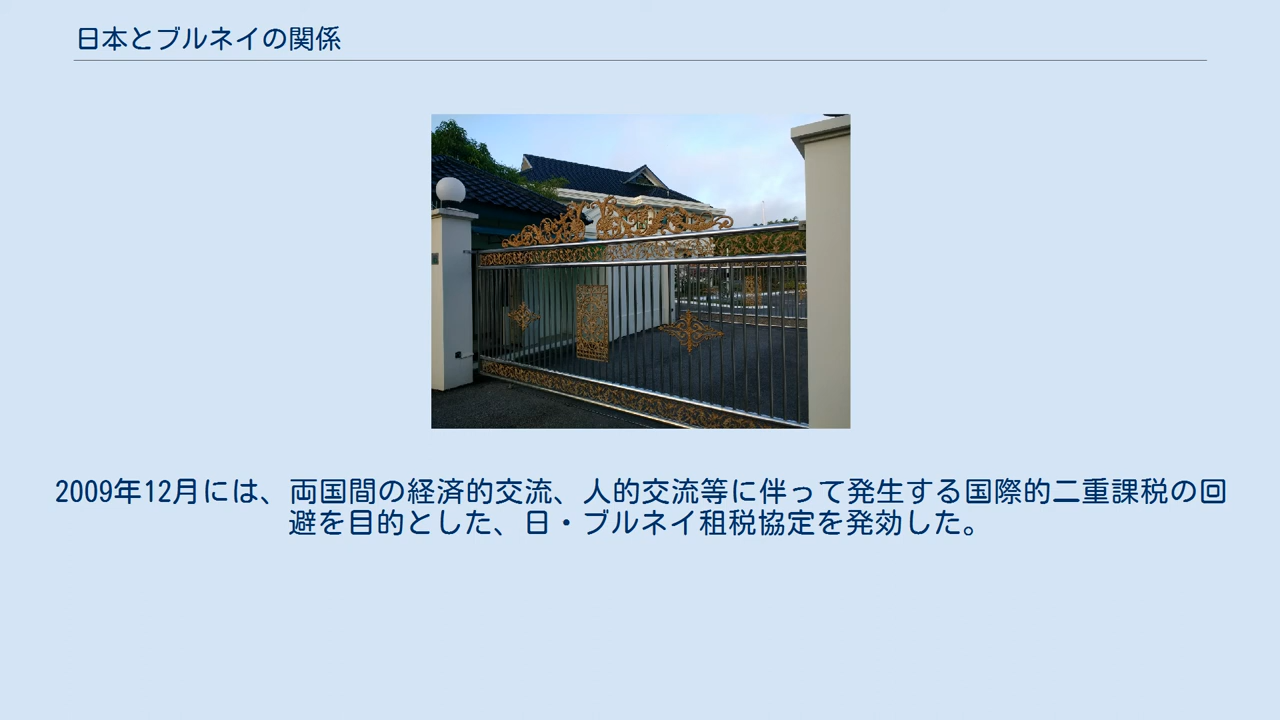 日本とブルネイの関係
2009年12月には、両国間の経済的交流、人的交流等に伴って発生する国際的二重課税の回
避を目的とした、日・ブルネイ租税協定を発効した。